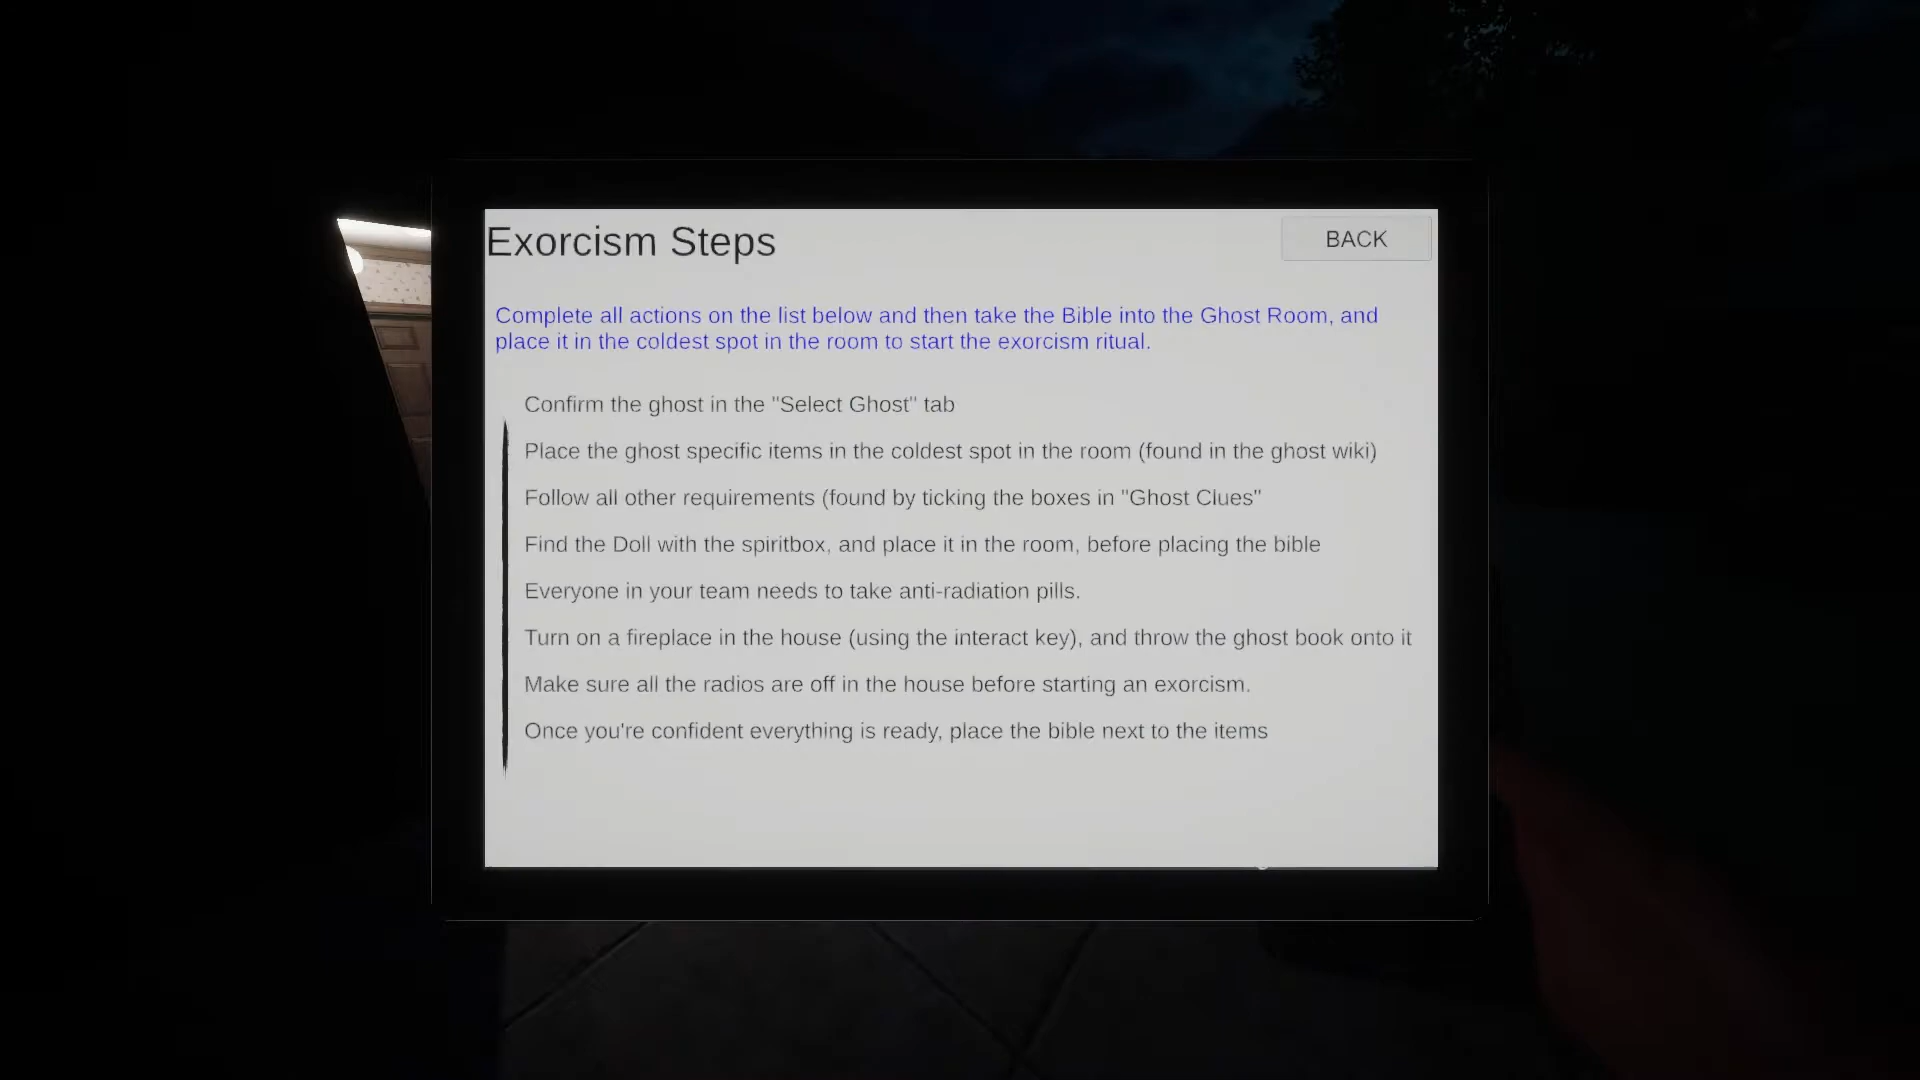 Exorcism Steps
BACK
Complete all actions on the list below and then take the Bible into the Ghost Room, and
place it in the coldest spot in the room to start the exorcism ritual.
Confirm the ghost in the "Select Ghost" tab
Place the ghost specific items in the coldest spot in the room (found in the ghost wiki)
Follow all other requirements (found by ticking the boxes in "Ghost Clues"
Find the Doll with the spiritbox, and place it in the room, before placing the bible
Everyone in your team needs to take anti-radiation pills.
Turn on a fireplace in the house (using the interact key), and throw the ghost book onto it
Make sure all the radios are off in the house before starting an exorcism.
Once you're confident everything is ready, place the bible next to the items